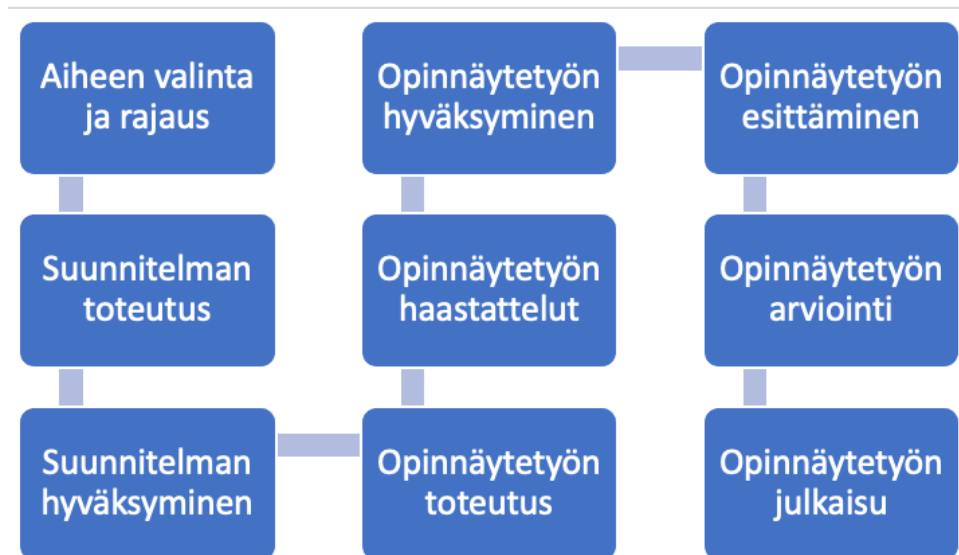 Aiheen valinta
ja rajaus
Suunnitelman
toteutus
Suunnitelman
hyväksyminen
Opinnäytetyön
toteutus
Opinnäytetyön
haastattelut
Opinnäytetyön
hyväksyminen
Opinnäytetyön
esittäminen
Opinnäytetyön
arviointi
Opinnäytetyön
julkaisu